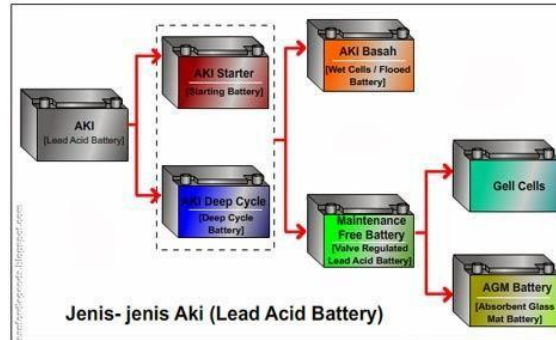 AKI
[Lead Acid Battery]
AKI Starter
[Starting Battery]
AKI Deep Cycle
[Deep Cycle
Battery]
AKI Basah
[Wet Cells / Flooed
Battery]
Maintenance
Free Battery
[Valve Regulated
Lead Acid Battery]
Gell Cells
AGM Battery
[Absorbent Glass
Mat Battery]
Jenis- jenis Aki (Lead Acid Battery)